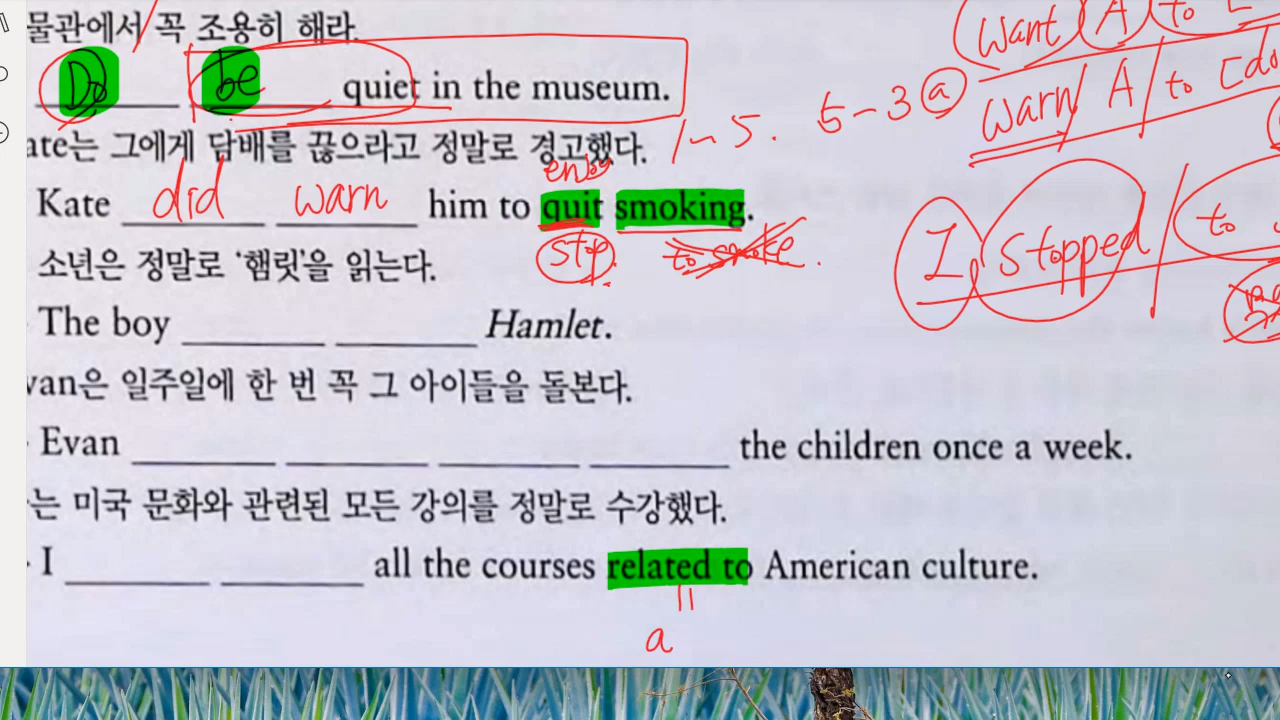 물관에서 꼭 조용히 해라.
Do be quiet in the museum.
ate는 그에게 담배를 끊으라고 정말로 경고했다.
enjoy
Kate did warn him to quit smoking.
stop to smoke
소년은 정말로 ‘햄릿’을 읽는다.
The boy Hamlet.
van은 일주일에 한 번 꼭 그 아이들을 돌본다.
Evan the children once a week.
는 미국 문화와 관련된 모든 강의를 정말로 수강했다.
I all the courses related to American culture.
a
want A to
1-5. 5-3 a
warn A to do
I stopped to